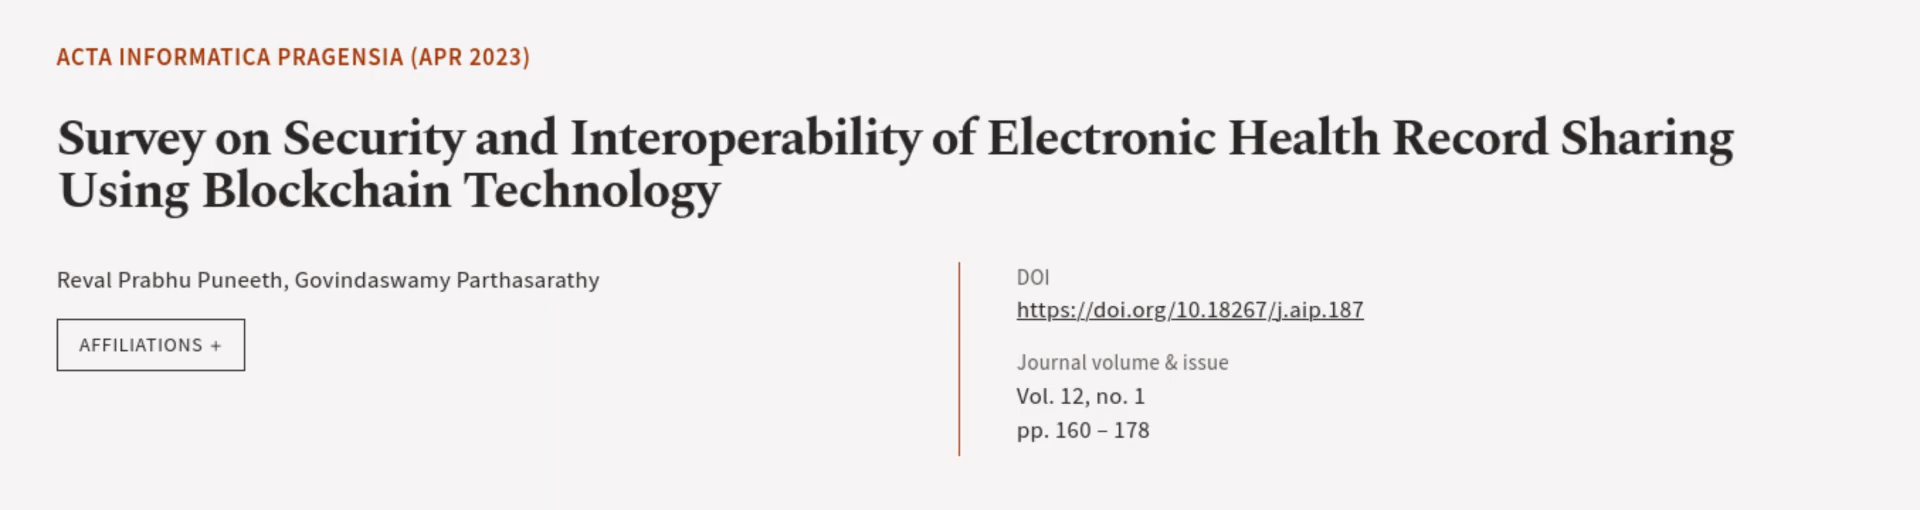 ACTA INFORMATICA PRAGENSIA (APR 2023)
Survey on Security and Interoperability of Electronic Health Record Sharing
Using Blockchain Technology
Reval Prabhu Puneeth, Govindaswamy Parthasarathy
AFFILIATIONS +
DOI
https://doi.org/10.18267/j.aip.187
Journal volume & issue
Vol. 12, no. 1
pp. 160 – 178